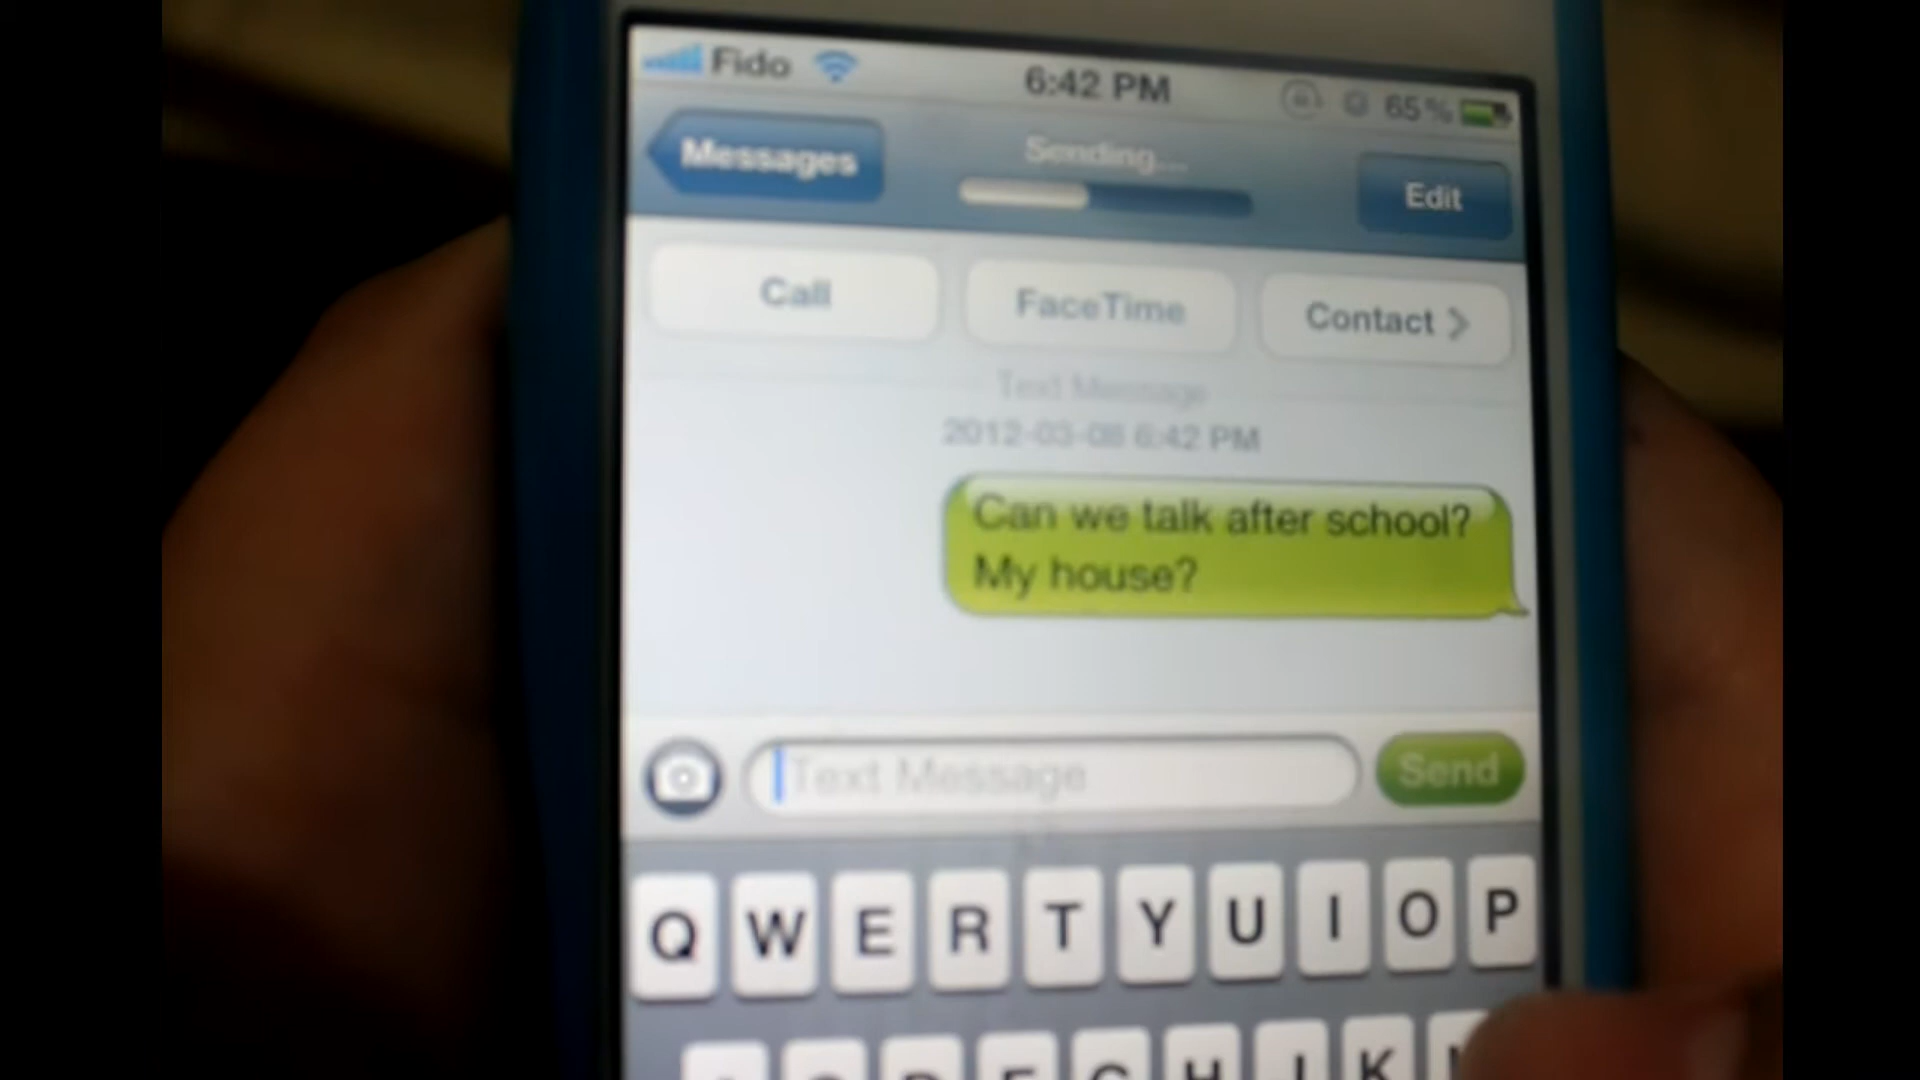 Fido 6:42 PM 65%
Messages Sending... Edit
Call FaceTime Contact
Text Message
2012-03-08 6:42 PM
Can we talk after school?
My house?
Text Message Send
Q W E R T Y U I O P